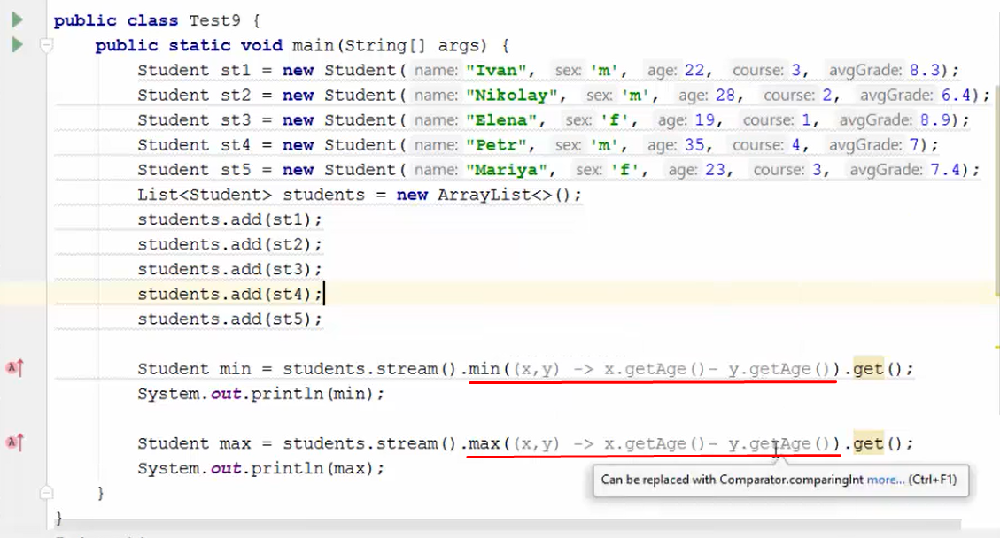 public class Test9 {
public static void main(String[] args) {
Student st1 = new Student( name: "Ivan", sex: 'm', age: 22, course: 3, avgGrade: 8.3);
Student st2 = new Student( name: "Nikolay", sex: 'm', age: 28, course: 2, avgGrade: 6.4);
Student st3 = new Student( name: "Elena", sex: 'f', age: 19, course: 1, avgGrade: 8.9);
Student st4 = new Student( name: "Petr", sex: 'm', age: 35, course: 4, avgGrade: 7);
Student st5 = new Student( name: "Mariya", sex: 'f', age: 23, course: 3, avgGrade: 7.4);
List<Student> students = new ArrayList<>();
students.add(st1);
students.add(st2);
students.add(st3);
students.add(st4);
students.add(st5);
Student min = students.stream().min((x,y) -> x.getAge()- y.getAge()).get();
System.out.println(min);
Student max = students.stream().max((x,y) -> x.getAge()- y.getAge()).get();
System.out.println(max);
Can be replaced with Comparator.comparingInt more... (Ctrl+F1)
}
}